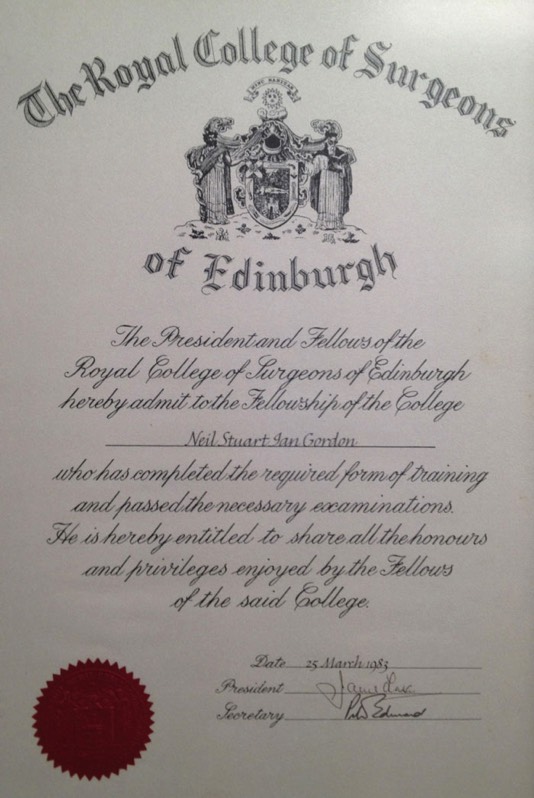 The Royal College of Surgeons
of Edinburgh
The President and Fellows of the
Royal College of Surgeons of Edinburgh
hereby admit to the Fellowship of the College
Neil Stuart Ian Gordon
who has completed the required form of training
and passed the necessary examinations.
He is hereby entitled to share all the honours
and privileges enjoyed by the Fellows
of the said College.
Date 25 March 1983
President
Secretary